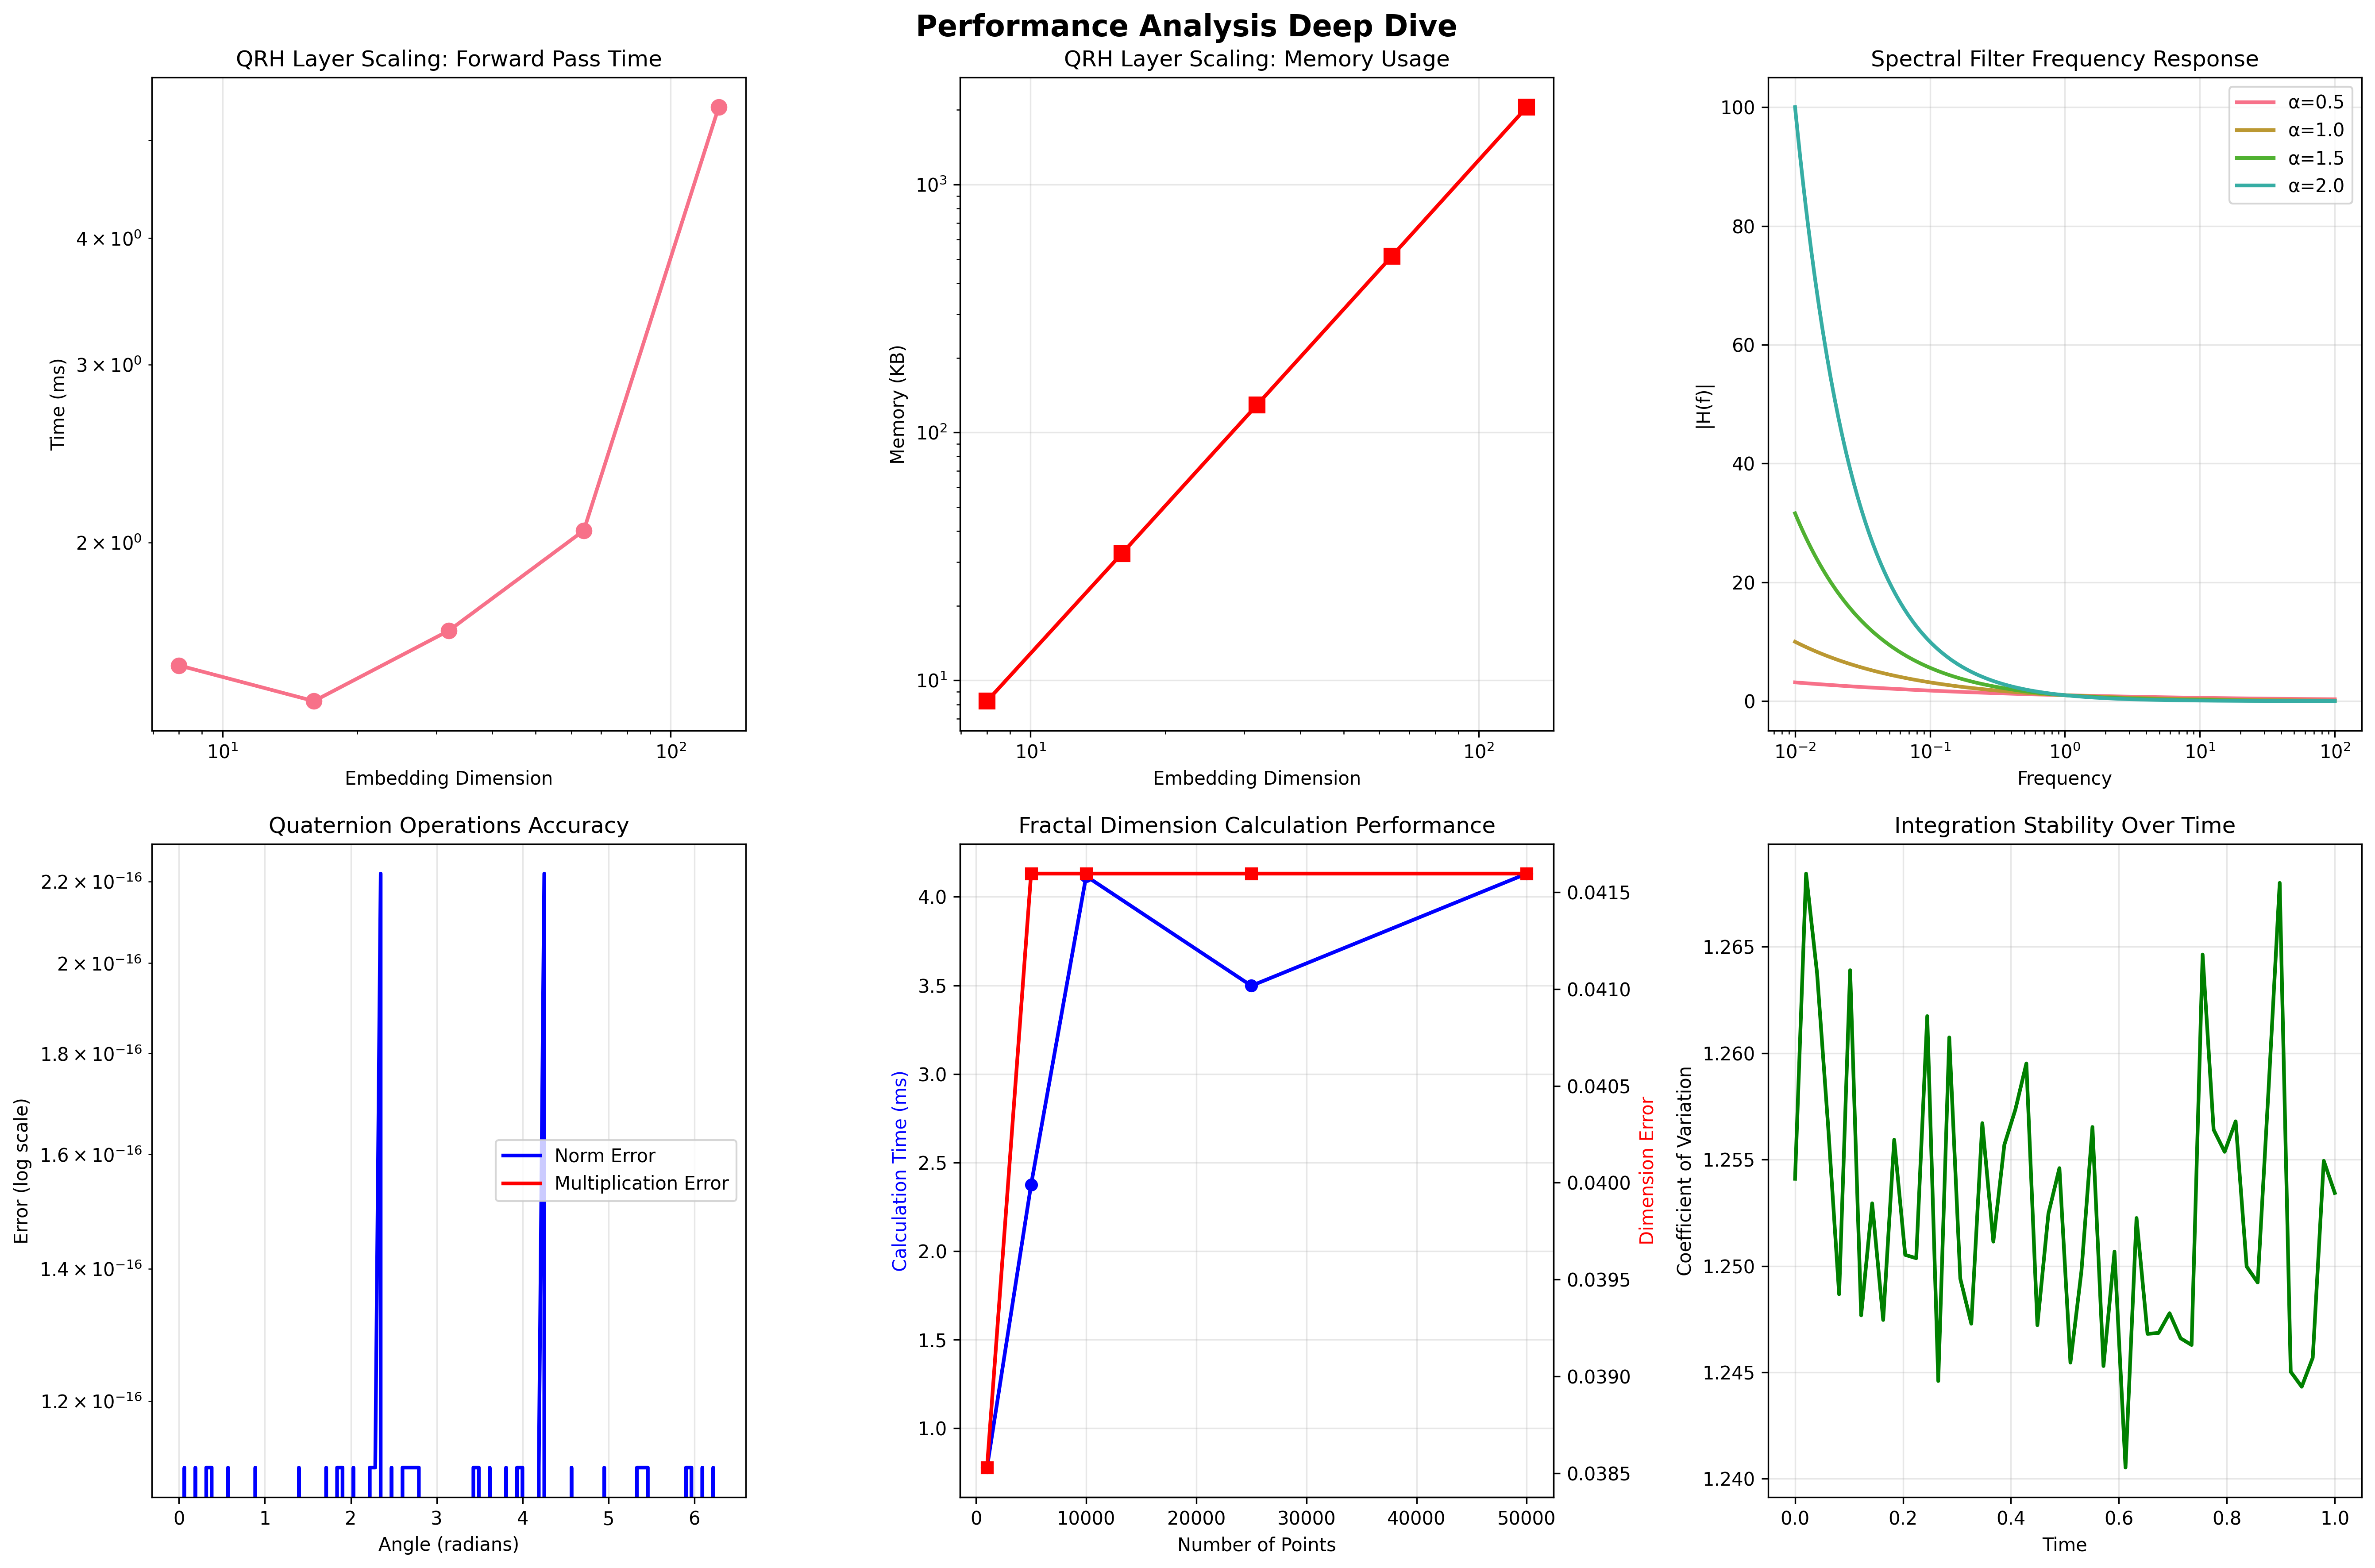 Performance Analysis Deep Dive
QRH Layer Scaling: Forward Pass Time
4 × 10⁰
3 × 10⁰
2 × 10⁰
Time (ms)
10¹ 10²
Embedding Dimension
QRH Layer Scaling: Memory Usage
10³
10²
10¹
Memory (KB)
10¹ 10²
Embedding Dimension
Spectral Filter Frequency Response
100
80
60
40
20
0
|H(f)|
α=0.5
α=1.0
α=1.5
α=2.0
10⁻² 10⁻¹ 10⁰ 10¹ 10²
Frequency
Quaternion Operations Accuracy
2.2 × 10⁻¹⁶
2 × 10⁻¹⁶
1.8 × 10⁻¹⁶
1.6 × 10⁻¹⁶
1.4 × 10⁻¹⁶
1.2 × 10⁻¹⁶
Error (log scale)
Norm Error
Multiplication Error
0 1 2 3 4 5 6
Angle (radians)
Fractal Dimension Calculation Performance
4.0
3.5
3.0
2.5
2.0
1.5
1.0
Calculation Time (ms)
0.0415
0.0410
0.0405
0.0400
0.0395
0.0390
0.0385
Dimension Error
0 10000 20000 30000 40000 50000
Number of Points
Integration Stability Over Time
1.265
1.260
1.255
1.250
1.245
1.240
Coefficient of Variation
0.0 0.2 0.4 0.6 0.8 1.0
Time